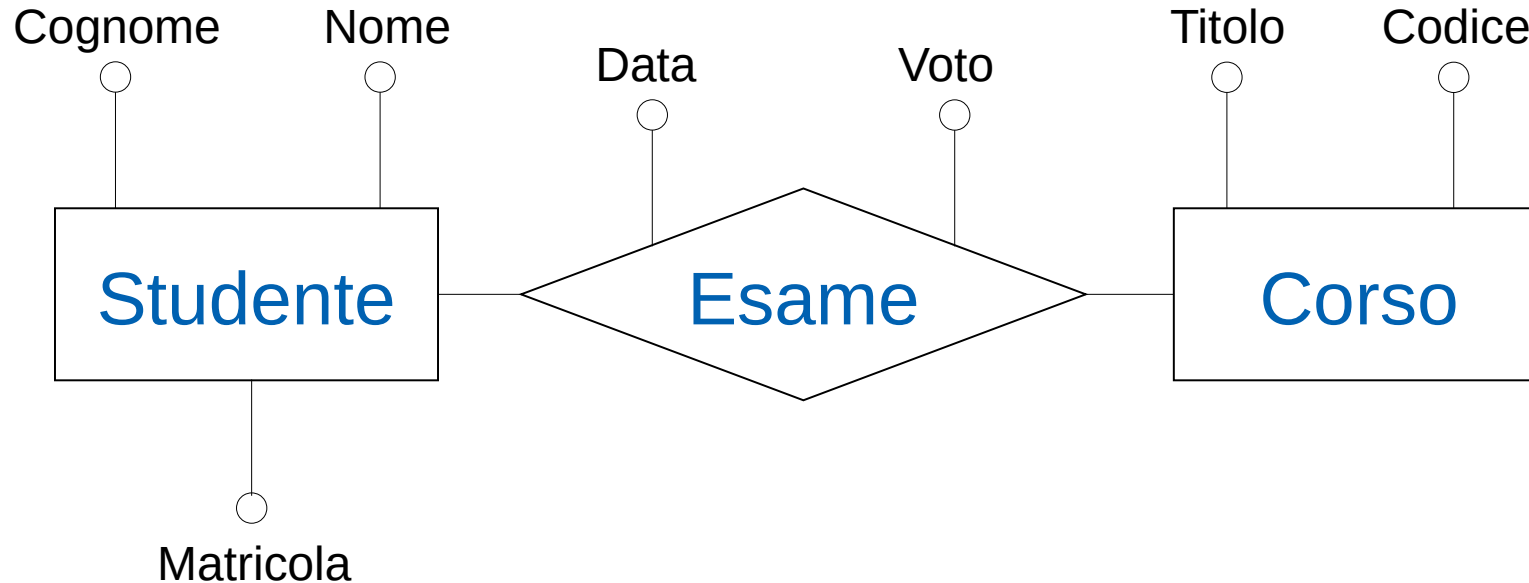 Cognome
Nome
Data
Voto
Titolo
Codice
Studente
Esame
Corso
Matricola